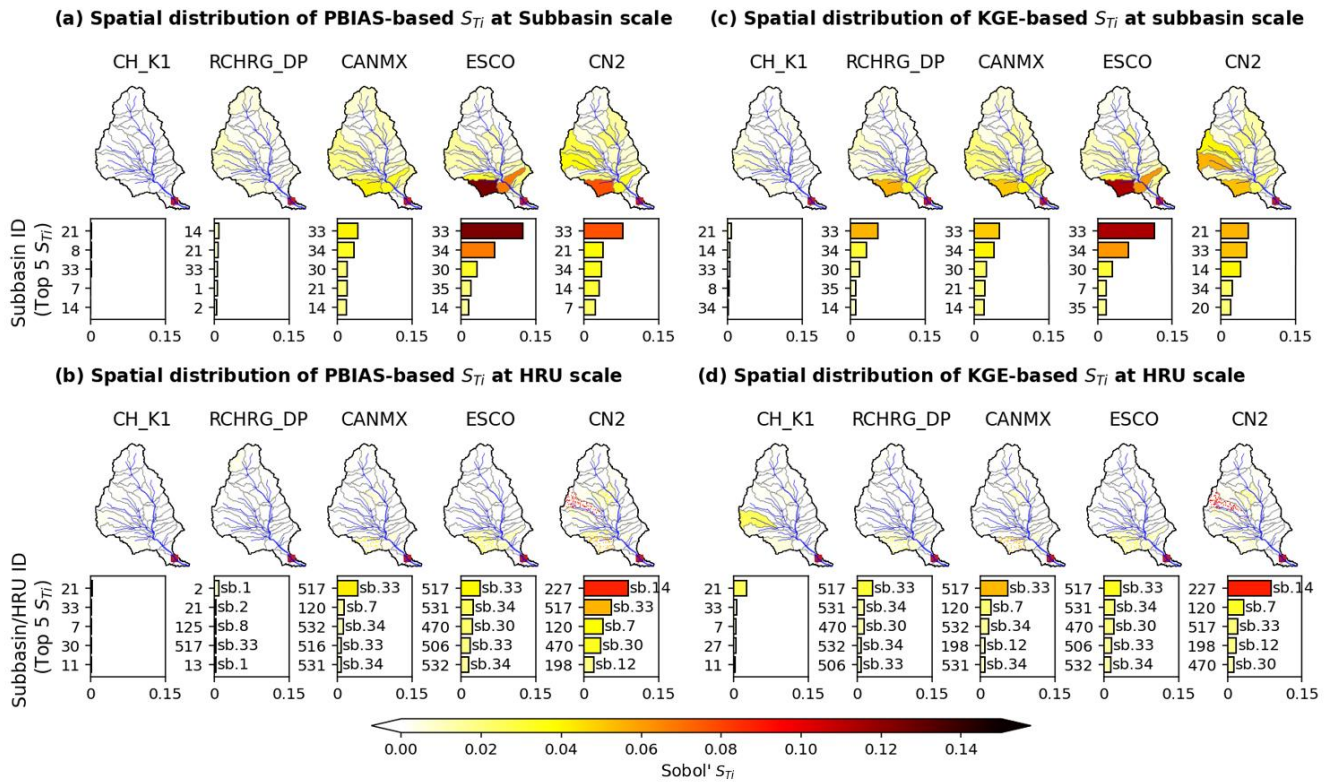 (a) Spatial distribution of PBIAS-based S_Ti at Subbasin scale
CH_K1 RCHRG_DP CANMX ESCO CN2
Subbasin ID
(Top 5 S_Ti)
21 14 33 33 33
8 21 34 34 21
33 33 30 30 34
7 1 21 35 14
14 2 14 14 7
0 0.15 0 0.15 0 0.15 0 0.15 0 0.15
(c) Spatial distribution of KGE-based S_Ti at subbasin scale
CH_K1 RCHRG_DP CANMX ESCO CN2
21 33 33 33 21
14 34 34 34 33
33 30 30 30 14
8 35 21 7 34
34 14 14 35 20
0 0.15 0 0.15 0 0.15 0 0.15 0 0.15
(b) Spatial distribution of PBIAS-based S_Ti at HRU scale
CH_K1 RCHRG_DP CANMX ESCO CN2
Subbasin/HRU ID
(Top 5 S_Ti)
21 2 sb.1 517 sb.33 517 sb.33 227 sb.14
33 21 sb.2 120 sb.7 531 sb.34 517 sb.33
7 125 sb.8 532 sb.34 470 sb.30 120 sb.7
30 517 sb.33 516 sb.33 506 sb.33 470 sb.30
11 13 sb.1 531 sb.34 532 sb.34 198 sb.12
0 0.15 0 0.15 0 0.15 0 0.15 0 0.15
(d) Spatial distribution of KGE-based S_Ti at HRU scale
CH_K1 RCHRG_DP CANMX ESCO CN2
21 517 sb.33 517 sb.33 517 sb.33 227 sb.14
33 531 sb.34 120 sb.7 531 sb.34 120 sb.7
7 470 sb.30 532 sb.34 470 sb.30 517 sb.33
27 532 sb.34 198 sb.12 506 sb.33 198 sb.12
11 506 sb.33 531 sb.34 532 sb.34 470 sb.30
0 0.15 0 0.15 0 0.15 0 0.15 0 0.15
0.00 0.02 0.04 0.06 0.08 0.10 0.12 0.14
Sobol' S_Ti